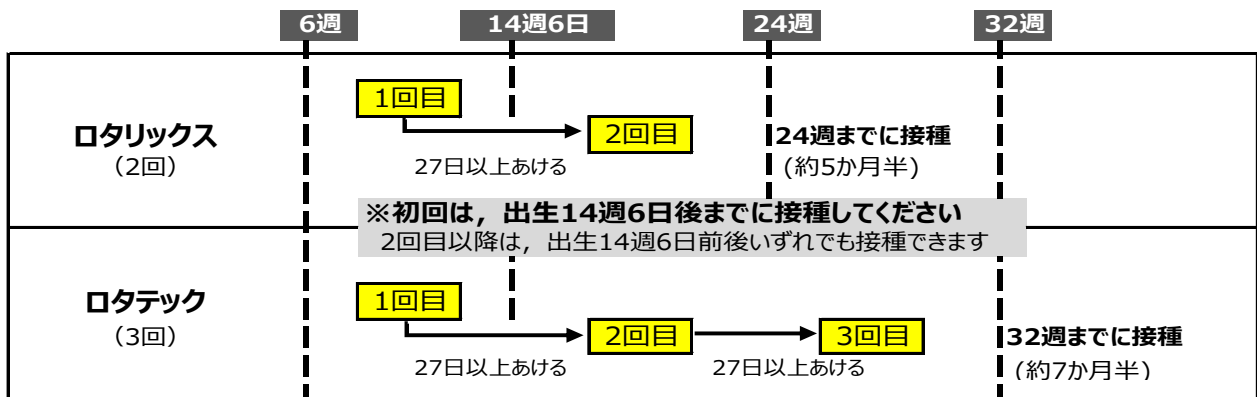 6週
14週6日
24週
32週
ロタリックス
（2回）
1回目
2回目
27日以上あける
24週までに接種
(約5か月半)
※初回は，出生14週6日後までに接種してください
2回目以降は，出生14週6日前後いずれでも接種できます
ロタテック
（3回）
1回目
2回目
3回目
27日以上あける
27日以上あける
32週までに接種
(約7か月半)